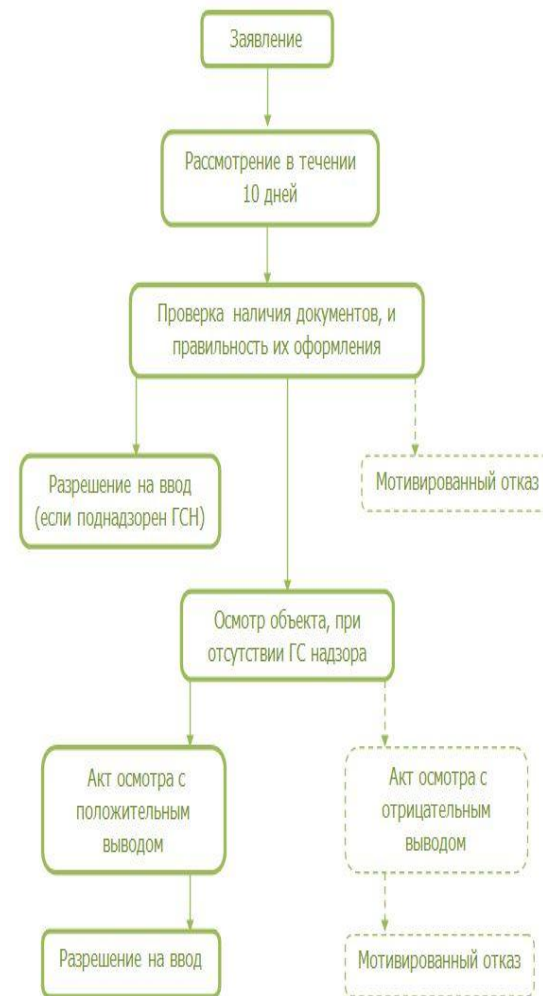 Заявление
Рассмотрение в течении
10 дней
Проверка наличия документов, и
правильность их оформления
Разрешение на ввод
(если поднадзорен ГСН)
Мотивированный отказ
Осмотр объекта, при
отсутствии ГС надзора
Акт осмотра с
положительным
выводом
Акт осмотра с
отрицательным
выводом
Разрешение на ввод
Мотивированный отказ